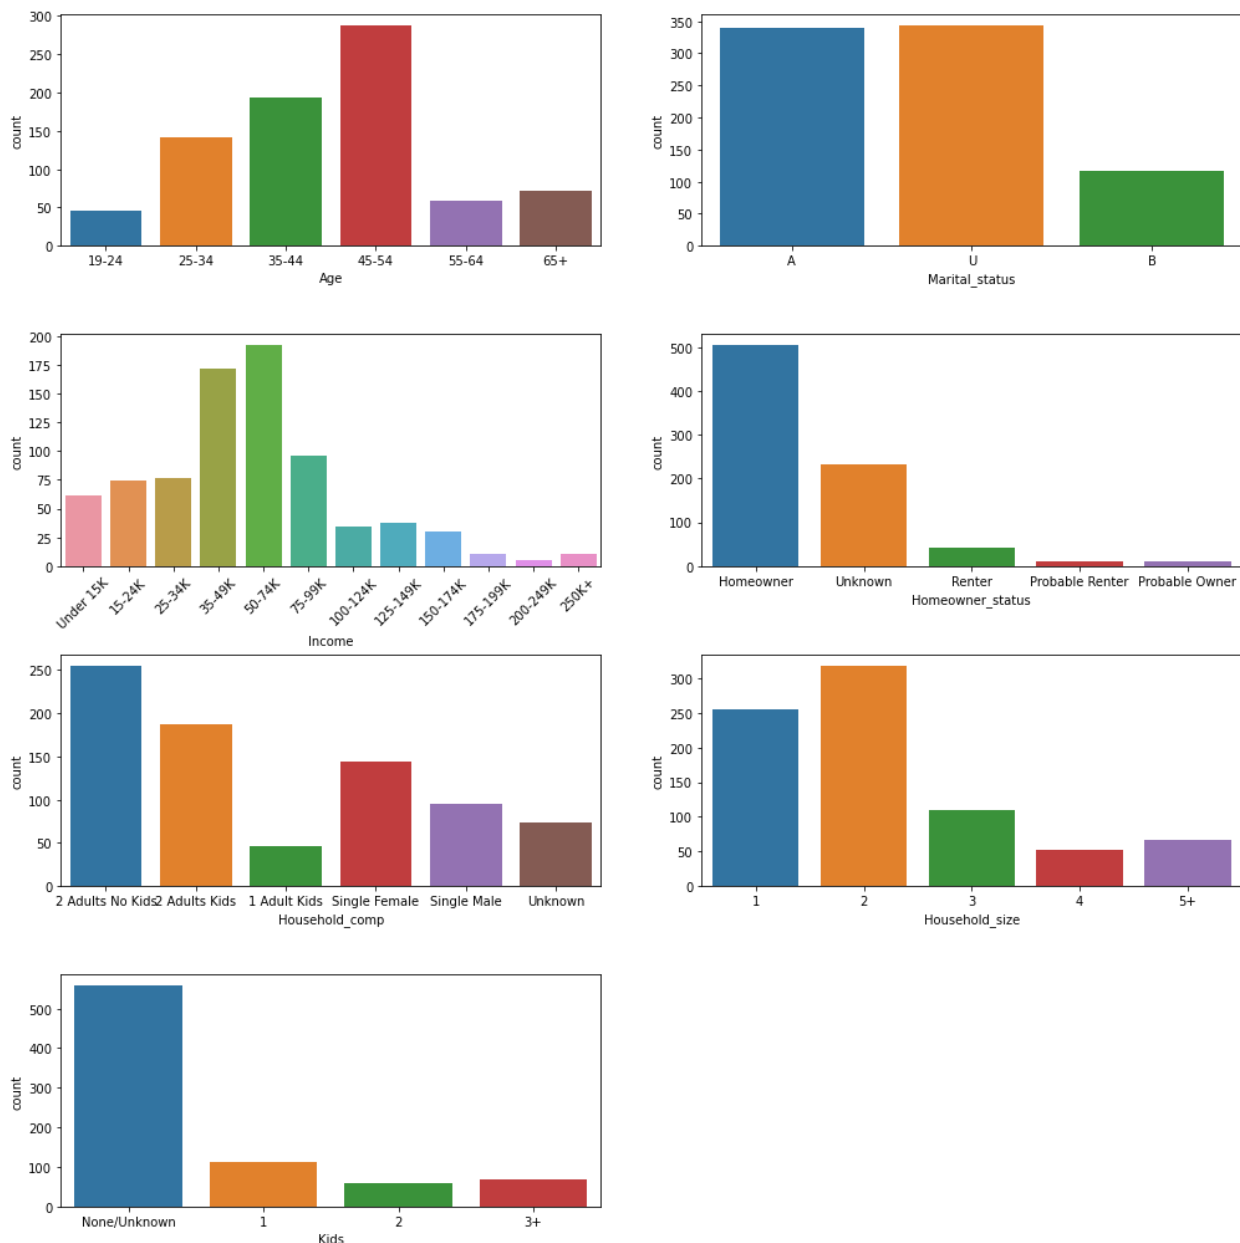 300
250
200
150
100
50
0
count
19-24 25-34 35-44 45-54 55-64 65+
Age
350
300
250
200
150
100
50
0
count
A U B
Marital_status
200
175
150
125
100
75
50
25
0
count
Under 15K 15-24K 25-34K 35-49K 50-74K 75-99K 100-124K 125-149K 150-174K 175-199K 200-249K 250K+
Income
500
400
300
200
100
0
count
Homeowner Unknown Renter Probable Renter Probable Owner
Homeowner_status
250
200
150
100
50
0
count
2 Adults No Kids 2 Adults Kids 1 Adult Kids Single Female Single Male Unknown
Household_comp
300
250
200
150
100
50
0
count
1 2 3 4 5+
Household_size
500
400
300
200
100
0
count
None/Unknown 1 2 3+
Kids